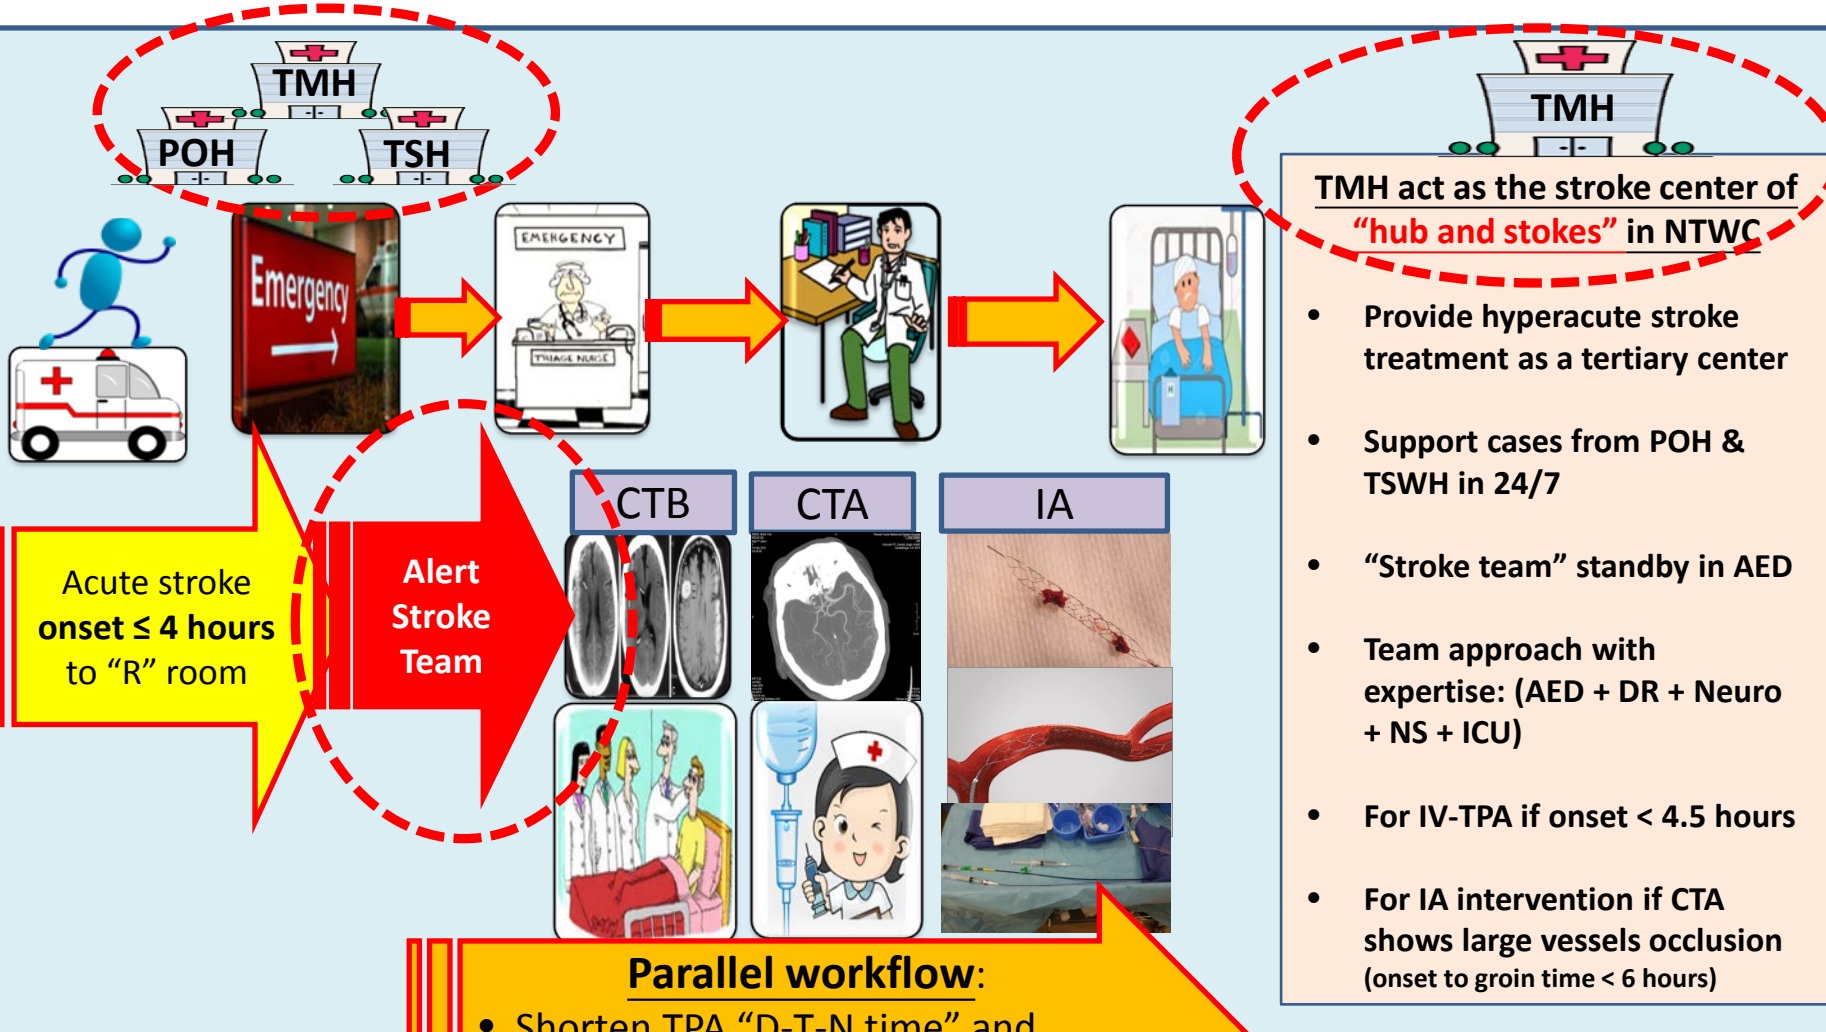 TMH
POH
TSH
TMH
TMH act as the stroke center of
“hub and stokes” in NTWC
Emergency
EMERGENCY
TRIAGE NURSE
• Provide hyperacute stroke
treatment as a tertiary center
• Support cases from POH &
TSWH in 24/7
• “Stroke team” standby in AED
• Team approach with
expertise: (AED + DR + Neuro
+ NS + ICU)
• For IV-TPA if onset < 4.5 hours
• For IA intervention if CTA
shows large vessels occlusion
(onset to groin time < 6 hours)
Acute stroke
onset ≤ 4 hours
to “R” room
Alert
Stroke
Team
CTB
CTA
IA
Parallel workflow:
• Shorten TPA “D-T-N time” and